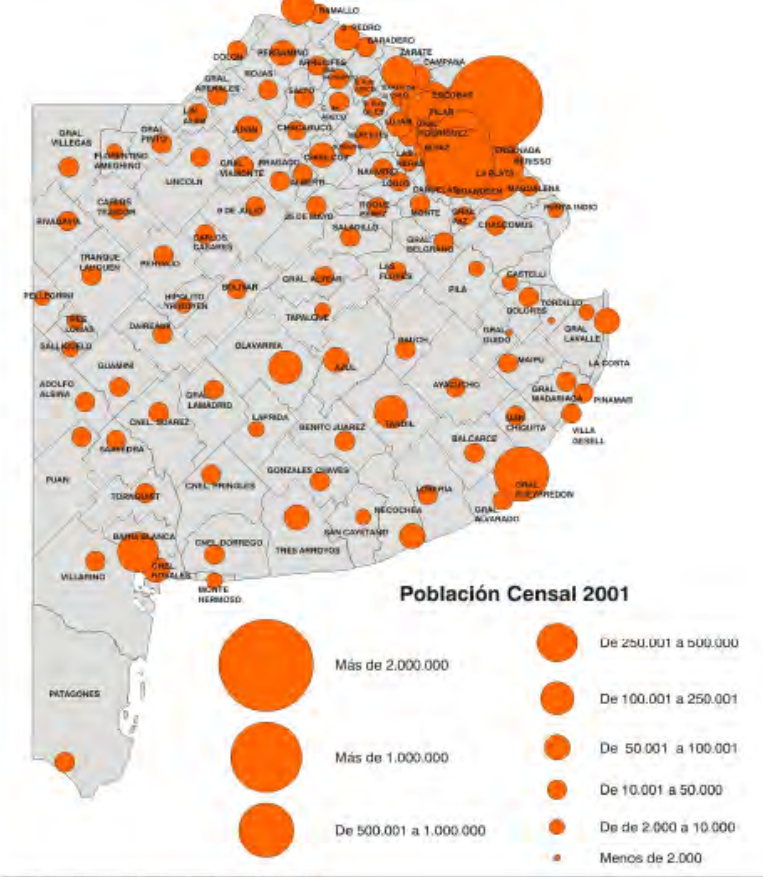 RAMALLO
S. PEDRO
BARADERO
ZARATE
CAMPANA
COLON
PERGAMINO
ARRECIFES
ROJAS
GRAL
ARENALES
SALTO
ESCOBAR
PILAR
GRAL
RODRIGUEZ
LUJAN
JUNIN
CHACABUCO
GRAL
VILLEGAS
GRAL
PINTO
FLORENTINO
AMEGHINO
LINCOLN
GRAL
VIAMONTE
BRAGADO
ALBERTI
NAVARRO
LOBOS
LAS
HERAS
ENSENADA
BERISSO
LA PLATA
CAÑUELAS
BRANDSEN
MAGDALENA
PUNTA INDIO
CARLOS
TEJEDOR
RIVADAVIA
9 DE JULIO
25 DE MAYO
ROQUE
PEREZ
MONTE
GRAL
PAZ
CHASCOMUS
SALADILLO
GRAL
BELGRANO
CARLOS
CASARES
TRANQUE
LAUQUEN
PEHUAJO
PELLEGRINI
HIPOLITO
YRIGOYEN
BOLIVAR
GRAL. ALVEAR
LAS
FLORES
PILA
CASTELLI
TORDILLO
DOLORES
TRES
LOMAS
SALLIQUELO
DAIREAUX
TAPALQUE
GRAL
GUIDO
GRAL
LAVALLE
LA COSTA
OLAVARRIA
AZUL
RAUCH
MAIPU
GUAMINI
ADOLFO
ALSINA
GRAL
LAMADRID
AYACUCHO
GRAL
MADARIAGA
PINAMAR
CNEL. SUAREZ
LAPRIDA
BENITO JUAREZ
TANDIL
MAR
CHIQUITA
VILLA
GESELL
BALCARCE
SAAVEDRA
PUAN
TORNQUIST
CNEL. PRINGLES
GONZALES CHAVES
LOBERIA
GRAL
PUEYRREDON
GRAL
ALVARADO
NECOCHEA
SAN CAYETANO
TRES ARROYOS
BAHIA BLANCA
CNEL DORREGO
CNEL
ROSALES
VILLARINO
MONTE
HERMOSO
PATAGONES
Población Censal 2001
Más de 2.000.000
Más de 1.000.000
De 500.001 a 1.000.000
De 250.001 a 500.000
De 100.001 a 250.001
De 50.001 a 100.001
De 10.001 a 50.000
De de 2.000 a 10.000
Menos de 2.000